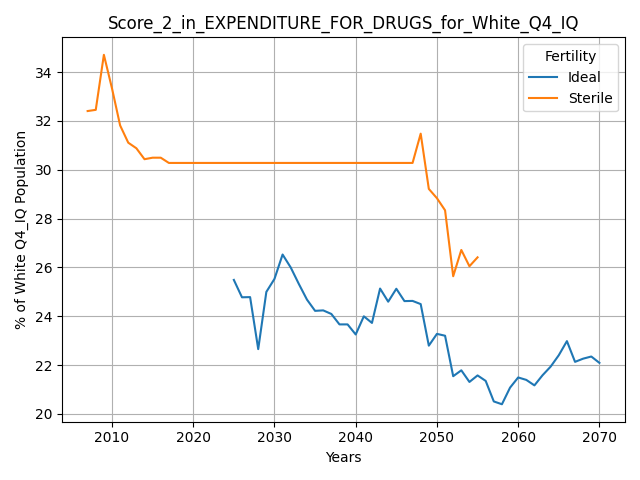 Score_2_in_EXPENDITURE_FOR_DRUGS_for_White_Q4_IQ
Fertility
Ideal
Sterile
% of White Q4_IQ Population
34
32
30
28
26
24
22
20
2010 2020 2030 2040 2050 2060 2070
Years